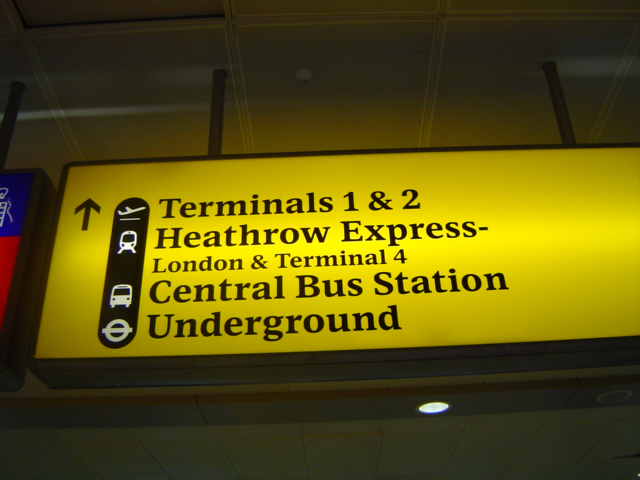 Terminals 1 & 2
Heathrow Express-
London & Terminal 4
Central Bus Station
Underground